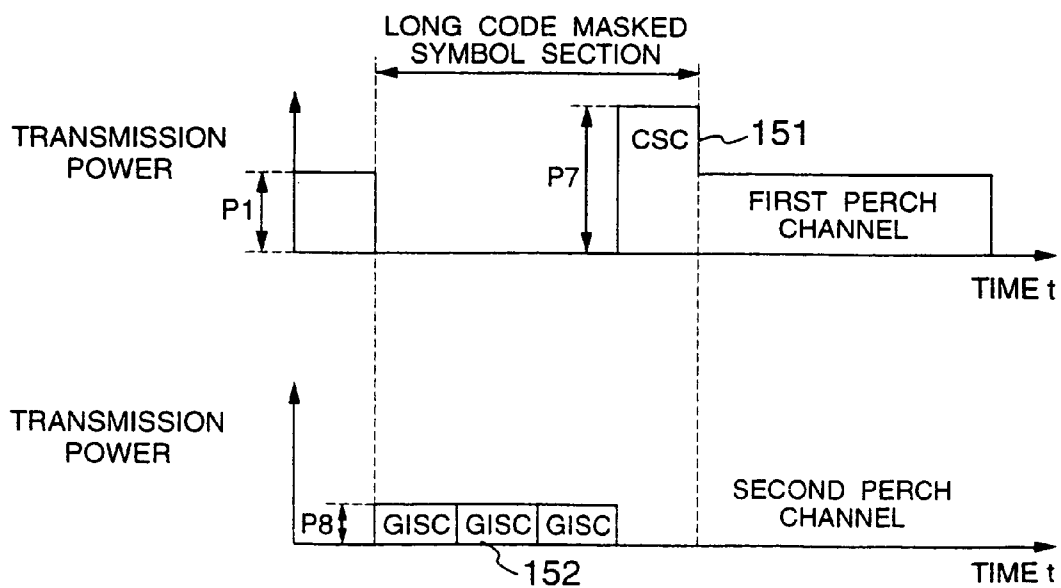 LONG CODE MASKED
SYMBOL SECTION
TRANSMISSION
POWER
P1
P7
CSC
151
FIRST PERCH
CHANNEL
TIME t
TRANSMISSION
POWER
P8
GISC GISC GISC
152
SECOND PERCH
CHANNEL
TIME t